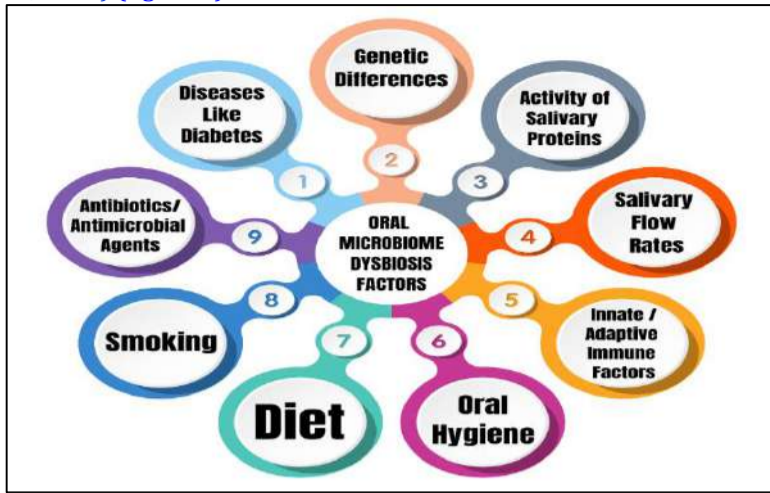 Diseases
Like
Diabetes
1
Genetic
Differences
2
Activity of
Salivary
Proteins
3
Salivary
Flow
Rates
4
Innate /
Adaptive
Immune
Factors
5
Oral
Hygiene
6
Diet
7
Smoking
8
Antibiotics/
Antimicrobial
Agents
9
ORAL
MICROBIOME
DYSBIOSIS
FACTORS